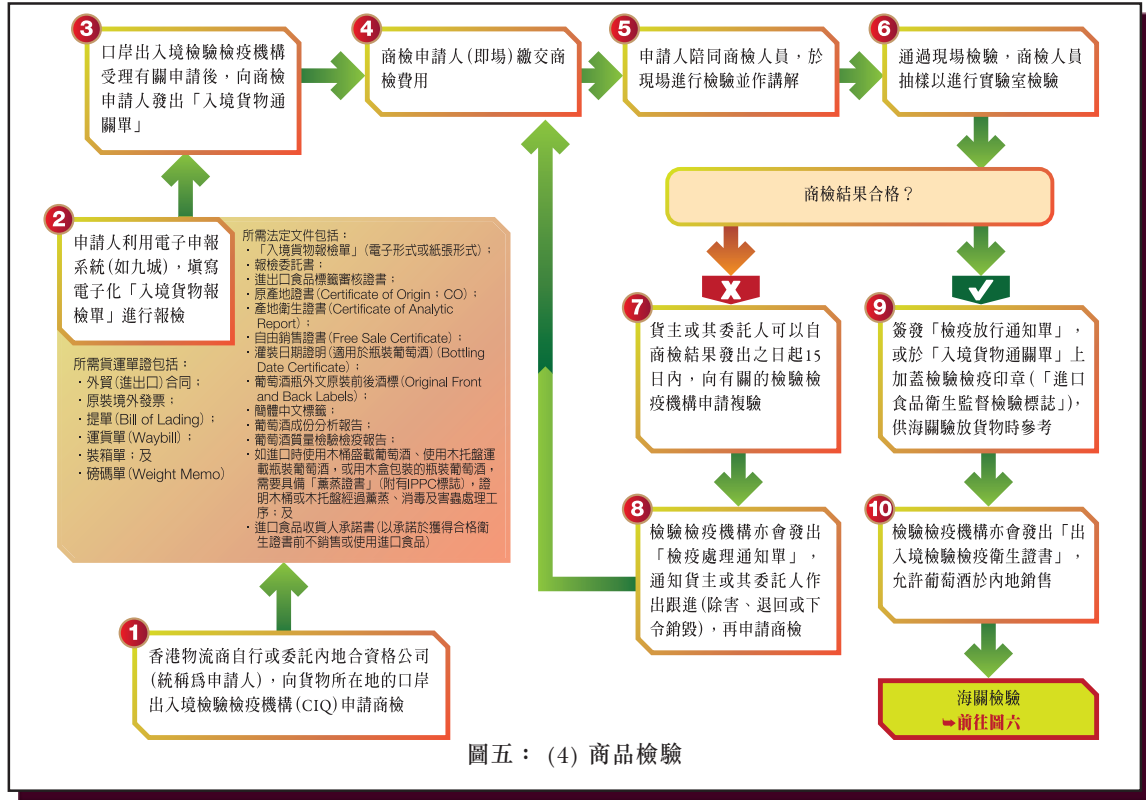 1
香港物流商自行或委託內地合資格公司
(統稱爲申請人)，向貨物所在地的口岸
出入境檢驗檢疫機構(CIQ)申請商檢
2
申請人利用電子申報
系統(如九城)，塡寫
電子化「入境貨物報
檢單」進行報檢
所需貨運單證包括：
·外貿(進出口)合同；
·原裝境外發票；
·提單(Bill of Lading)；
·運貨單(Waybill)；
·裝箱單；及
·磅碼單(Weight Memo)
所需法定文件包括：
·「入境貨物報檢單」(電子形式或紙張形式)；
·報檢委託書；
·進出口食品標籤審核證書；
·原產地證書(Certificate of Origin；CO)；
·產地衛生證書(Certificate of Analytic
Report)；
·自由銷售證書(Free Sale Certificate)；
·灌裝日期證明(適用於瓶裝葡萄酒)(Bottling
Date Certificate)；
·葡萄酒瓶外文原裝前後酒標(Original Front
and Back Labels)；
·簡體中文標籤；
·葡萄酒成份分析報告；
·葡萄酒質量檢驗檢疫報告；
·如進口時使用木桶盛載葡萄酒、使用木托盤運
載瓶裝葡萄酒，或用木盒包裝的瓶裝葡萄酒，
需要具備「薰蒸證書」(附有IPPC標誌)，證
明木桶或木托盤經過薰蒸、消毒及害蟲處理工
序；及
·進口食品收貨人承諾書(以承諾於獲得合格衛
生證書前不銷售或使用進口食品)
3
口岸出入境檢驗檢疫機構
受理有關申請後，向商檢
申請人發出「入境貨物通
關單」
4
商檢申請人(即場)繳交商
檢費用
5
申請人陪同商檢人員，於
現場進行檢驗並作講解
6
通過現場檢驗，商檢人員
抽樣以進行實驗室檢驗
商檢結果合格？
7
貨主或其委託人可以自
商檢結果發出之日起15
日內，向有關的檢驗檢
疫機構申請複驗
8
檢驗檢疫機構亦會發出
「檢疫處理通知單」，
通知貨主或其委託人作
出跟進(除害、退回或下
令銷毀)，再申請商檢
9
簽發「檢疫放行通知單」，
或於「入境貨物通關單」上
加蓋檢驗檢疫印章(「進口
食品衛生監督檢驗標誌」)，
供海關驗放貨物時參考
10
檢驗檢疫機構亦會發出「出
入境檢驗檢疫衛生證書」，
允許葡萄酒於內地銷售
海關檢驗
➥前往圖六
圖五： (4) 商品檢驗